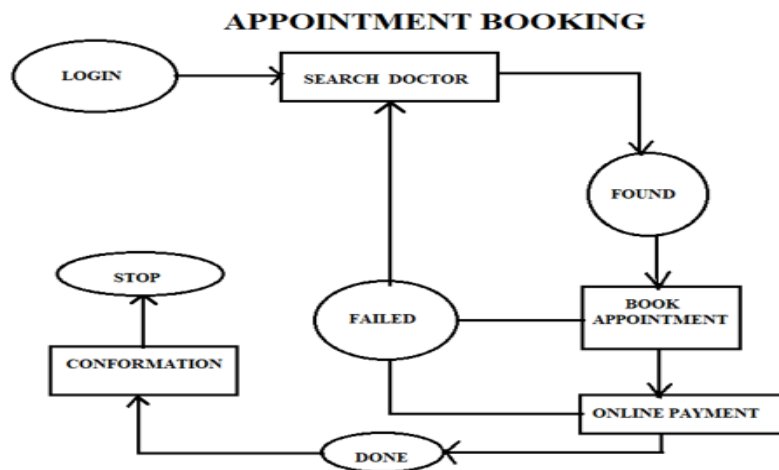 APPOINTMENT BOOKING
LOGIN
SEARCH DOCTOR
FOUND
STOP
BOOK
APPOINTMENT
FAILED
CONFORMATION
ONLINE PAYMENT
DONE